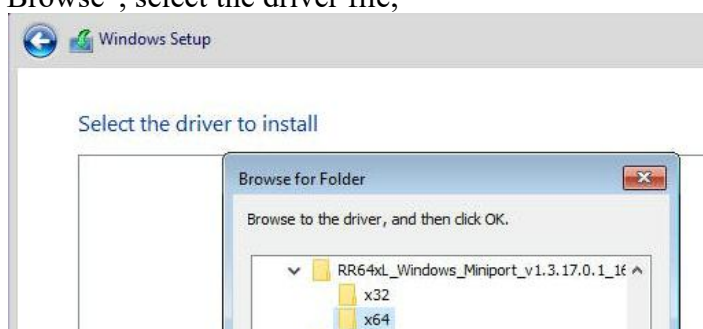 Browse", select the driver file;
Windows Setup
Select the driver to install
Browse for Folder
Browse to the driver, and then click OK.
RR64xL_Windows_Miniport_v1.3.17.0.1_16
x32
x64